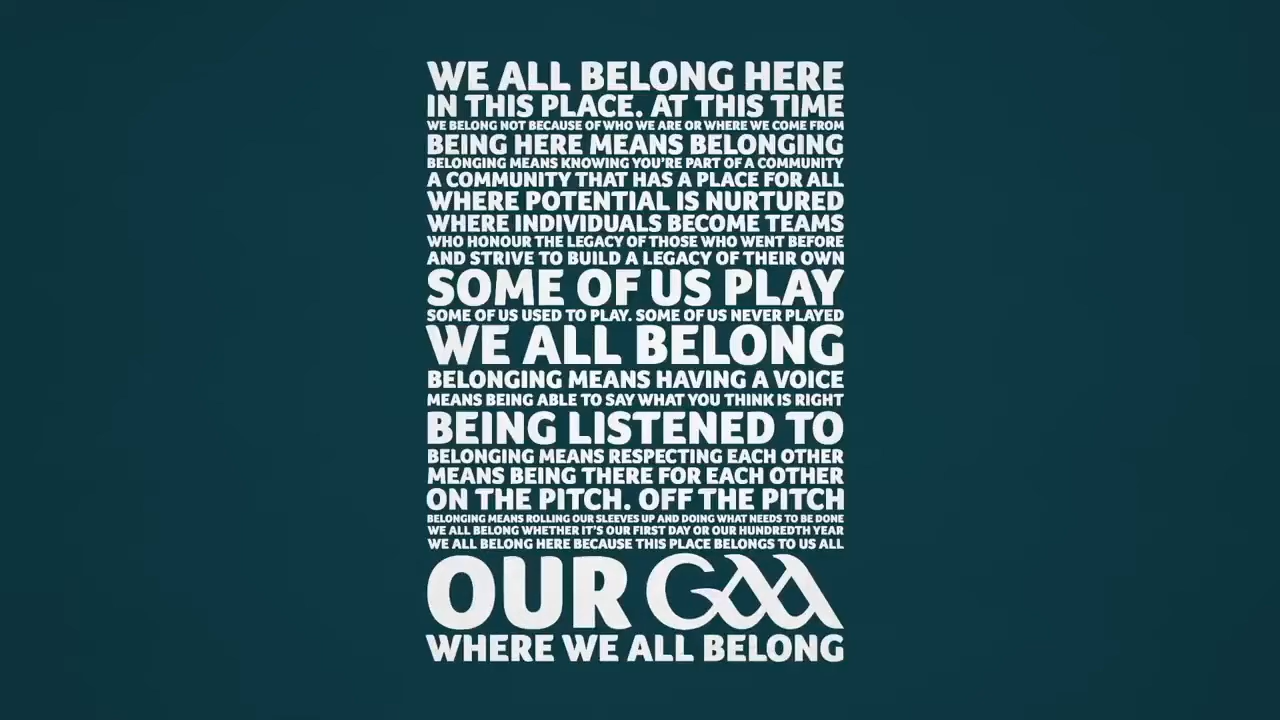 WE ALL BELONG HERE
IN THIS PLACE. AT THIS TIME
WE BELONG NOT BECAUSE OF WHO WE ARE OR WHERE WE COME FROM
BEING HERE MEANS BELONGING
BELONGING MEANS KNOWING YOU'RE PART OF A COMMUNITY
A COMMUNITY THAT HAS A PLACE FOR ALL
WHERE POTENTIAL IS NURTURED
WHERE INDIVIDUALS BECOME TEAMS
WHO HONOUR THE LEGACY OF THOSE WHO WENT BEFORE
AND STRIVE TO BUILD A LEGACY OF THEIR OWN
SOME OF US PLAY
SOME OF US USED TO PLAY. SOME OF US NEVER PLAYED
WE ALL BELONG
BELONGING MEANS HAVING A VOICE
MEANS BEING ABLE TO SAY WHAT YOU THINK IS RIGHT
BEING LISTENED TO
BELONGING MEANS RESPECTING EACH OTHER
MEANS BEING THERE FOR EACH OTHER
ON THE PITCH. OFF THE PITCH
BELONGING MEANS ROLLING OUR SLEEVES UP AND DOING WHAT NEEDS TO BE DONE
WE ALL BELONG WHETHER IT'S OUR FIRST DAY OR OUR HUNDREDTH YEAR
WE ALL BELONG HERE BECAUSE THIS PLACE BELONGS TO US ALL
OUR GAA
WHERE WE ALL BELONG